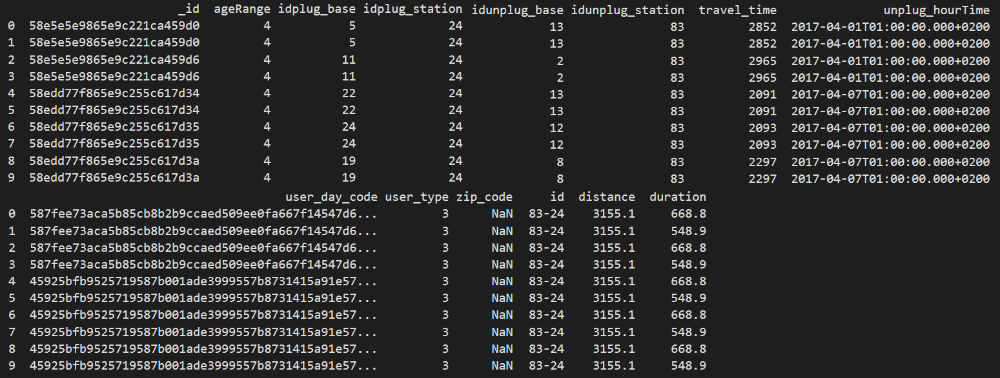 _id ageRange idplug_base idplug_station idunplug_base idunplug_station travel_time unplug_hourTime
0 58e5e5e9865e9c221ca459d0 4 5 24 13 83 2852 2017-04-01T01:00:00.000+0200
1 58e5e5e9865e9c221ca459d0 4 5 24 13 83 2852 2017-04-01T01:00:00.000+0200
2 58e5e5e9865e9c221ca459d6 4 11 24 2 83 2965 2017-04-01T01:00:00.000+0200
3 58e5e5e9865e9c221ca459d6 4 11 24 2 83 2965 2017-04-01T01:00:00.000+0200
4 58edd77f865e9c255c617d34 4 22 24 13 83 2091 2017-04-07T01:00:00.000+0200
5 58edd77f865e9c255c617d34 4 22 24 13 83 2091 2017-04-07T01:00:00.000+0200
6 58edd77f865e9c255c617d35 4 24 24 12 83 2093 2017-04-07T01:00:00.000+0200
7 58edd77f865e9c255c617d35 4 24 24 12 83 2093 2017-04-07T01:00:00.000+0200
8 58edd77f865e9c255c617d3a 4 19 24 8 83 2297 2017-04-07T01:00:00.000+0200
9 58edd77f865e9c255c617d3a 4 19 24 8 83 2297 2017-04-07T01:00:00.000+0200
user_day_code user_type zip_code id distance duration
0 587fee73aca5b85cb8b2b9ccaed509ee0fa667f14547d6... 3 NaN 83-24 3155.1 668.8
1 587fee73aca5b85cb8b2b9ccaed509ee0fa667f14547d6... 3 NaN 83-24 3155.1 548.9
2 587fee73aca5b85cb8b2b9ccaed509ee0fa667f14547d6... 3 NaN 83-24 3155.1 668.8
3 587fee73aca5b85cb8b2b9ccaed509ee0fa667f14547d6... 3 NaN 83-24 3155.1 548.9
4 45925bfb9525719587b001ade3999557b8731415a91e57... 3 NaN 83-24 3155.1 668.8
5 45925bfb9525719587b001ade3999557b8731415a91e57... 3 NaN 83-24 3155.1 548.9
6 45925bfb9525719587b001ade3999557b8731415a91e57... 3 NaN 83-24 3155.1 668.8
7 45925bfb9525719587b001ade3999557b8731415a91e57... 3 NaN 83-24 3155.1 548.9
8 45925bfb9525719587b001ade3999557b8731415a91e57... 3 NaN 83-24 3155.1 668.8
9 45925bfb9525719587b001ade3999557b8731415a91e57... 3 NaN 83-24 3155.1 548.9